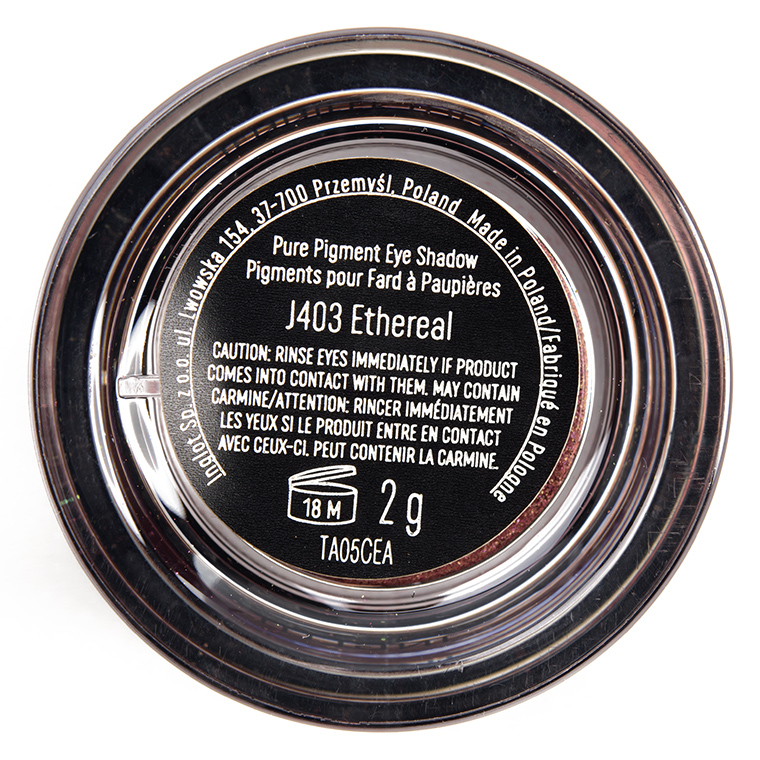 Inglot Sp. z o.o. ul. Lwowska 154, 37-700 Przemyśl, Poland Made in Poland/Fabriqué en Pologne
Pure Pigment Eye Shadow
Pigments pour Fard à Paupières
J403 Ethereal
CAUTION: RINSE EYES IMMEDIATELY IF PRODUCT
COMES INTO CONTACT WITH THEM. MAY CONTAIN
CARMINE/ATTENTION: RINCER IMMÉDIATEMENT
LES YEUX SI LE PRODUIT ENTRE EN CONTACT
AVEC CEUX-CI. PEUT CONTENIR LA CARMINE.
18 M 2 g
TA05CEA